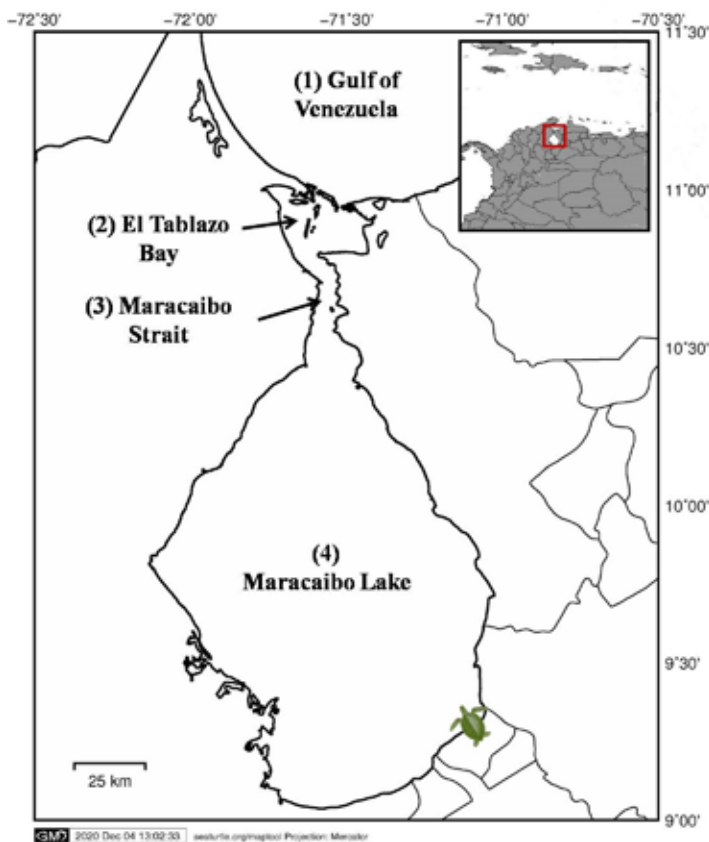 −72˚30'
−72˚00'
−71˚30'
−71˚00'
−70˚30'
11˚30'
(1) Gulf of
Venezuela
11˚00'
(2) El Tablazo
Bay
(3) Maracaibo
Strait
10˚30'
10˚00'
(4)
Maracaibo Lake
9˚30'
25 km
9˚00'
GMD 2020 Dec 04 13:02:33 seaturtle.org/maptool Projection: Mercator